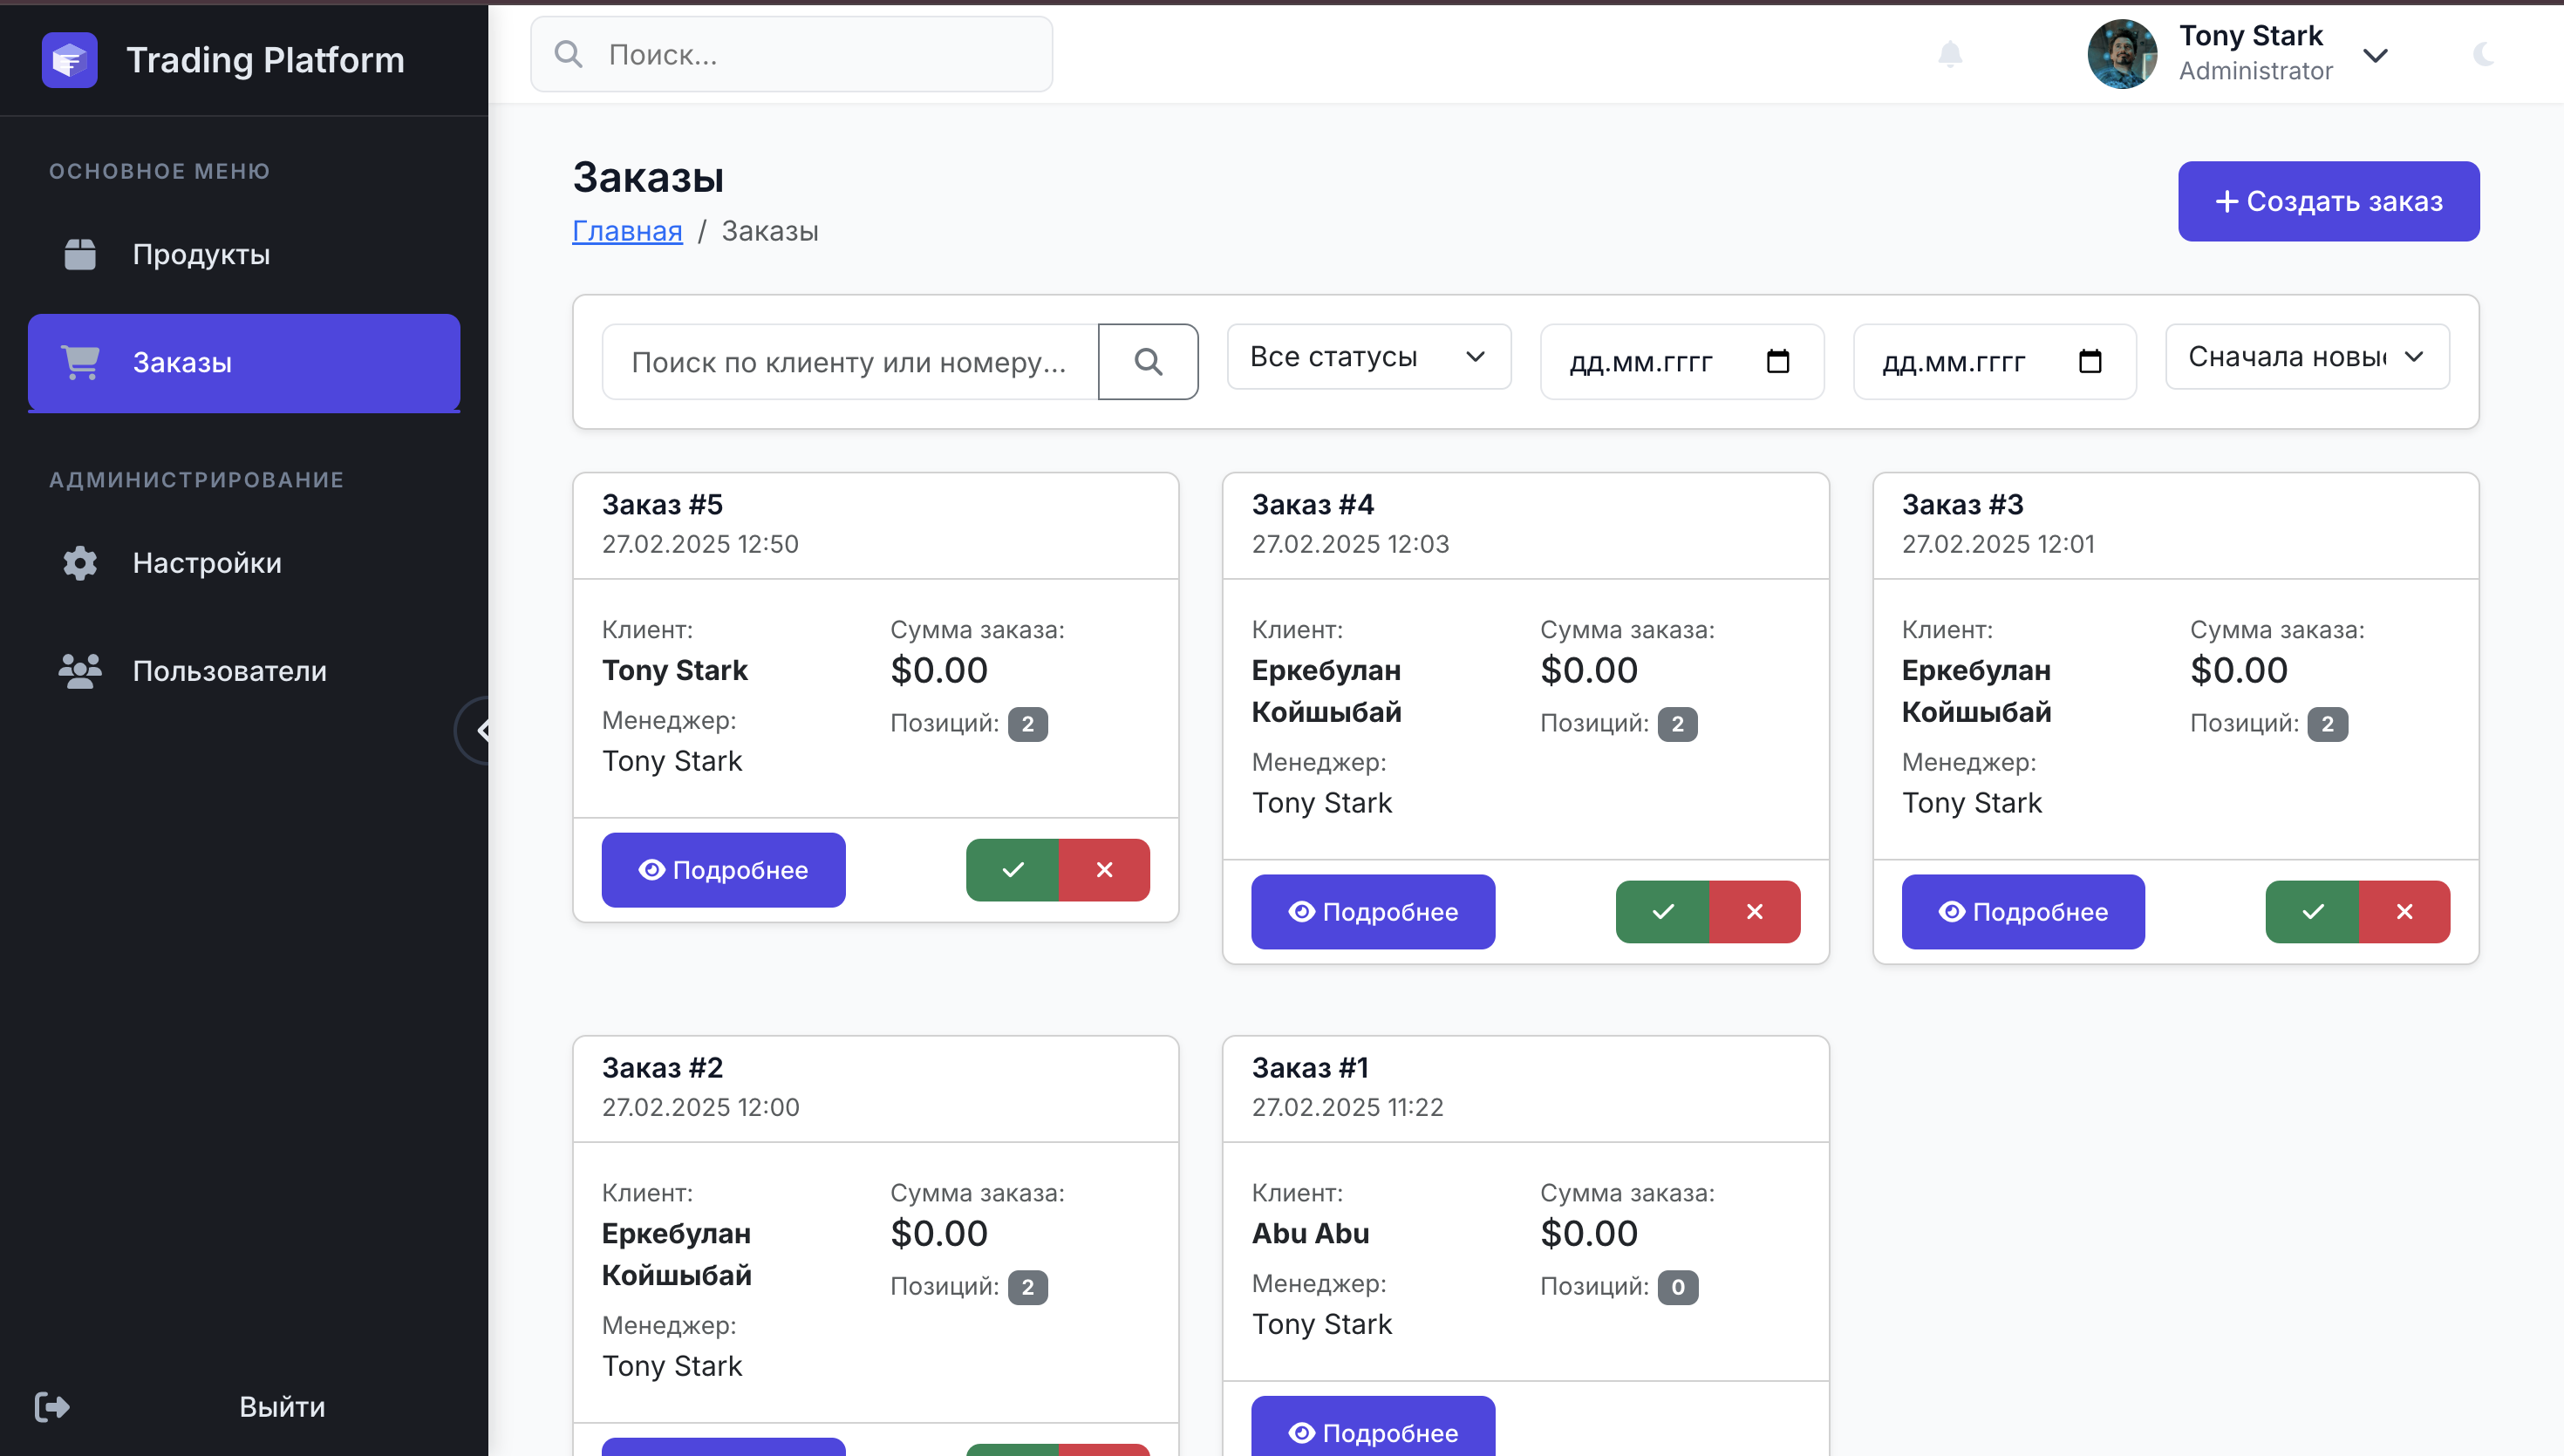 Trading Platform
Поиск...
Tony Stark
Administrator
ОСНОВНОЕ МЕНЮ
Продукты
Заказы
АДМИНИСТРИРОВАНИЕ
Настройки
Пользователи
Выйти
Заказы
Главная / Заказы
+ Создать заказ
Поиск по клиенту или номеру...
Все статусы
дд.мм.гггг
дд.мм.гггг
Сначала новы
Заказ #5
27.02.2025 12:50
Клиент:
Tony Stark
Менеджер:
Tony Stark
Сумма заказа:
$0.00
Позиций: 2
Подробнее
Заказ #4
27.02.2025 12:03
Клиент:
Еркебулан
Койшыбай
Менеджер:
Tony Stark
Сумма заказа:
$0.00
Позиций: 2
Подробнее
Заказ #3
27.02.2025 12:01
Клиент:
Еркебулан
Койшыбай
Менеджер:
Tony Stark
Сумма заказа:
$0.00
Позиций: 2
Подробнее
Заказ #2
27.02.2025 12:00
Клиент:
Еркебулан
Койшыбай
Менеджер:
Tony Stark
Сумма заказа:
$0.00
Позиций: 2
Заказ #1
27.02.2025 11:22
Клиент:
Abu Abu
Менеджер:
Tony Stark
Сумма заказа:
$0.00
Позиций: 0
Подробнее